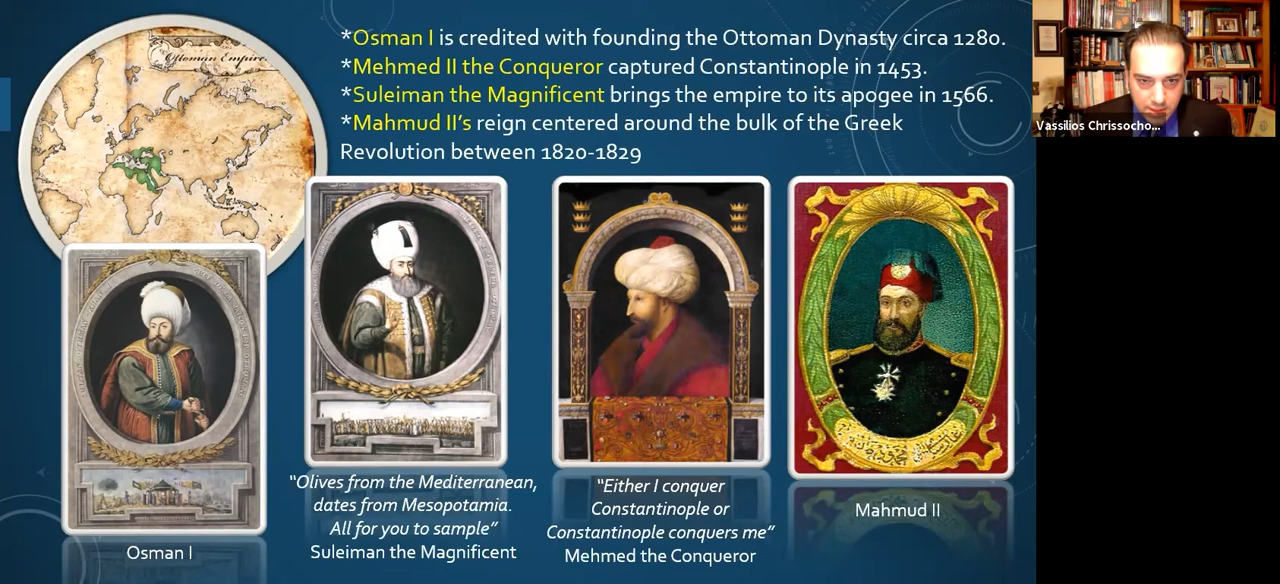 Ottoman Empire
*Osman I is credited with founding the Ottoman Dynasty circa 1280.
*Mehmed II the Conqueror captured Constantinople in 1453.
*Suleiman the Magnificent brings the empire to its apogee in 1566.
*Mahmud II’s reign centered around the bulk of the Greek
Revolution between 1820-1829
Vassilios Chrissocho...
Osman I
“Olives from the Mediterranean,
dates from Mesopotamia.
All for you to sample”
Suleiman the Magnificent
“Either I conquer
Constantinople or
Constantinople conquers me”
Mehmed the Conqueror
Mahmud II